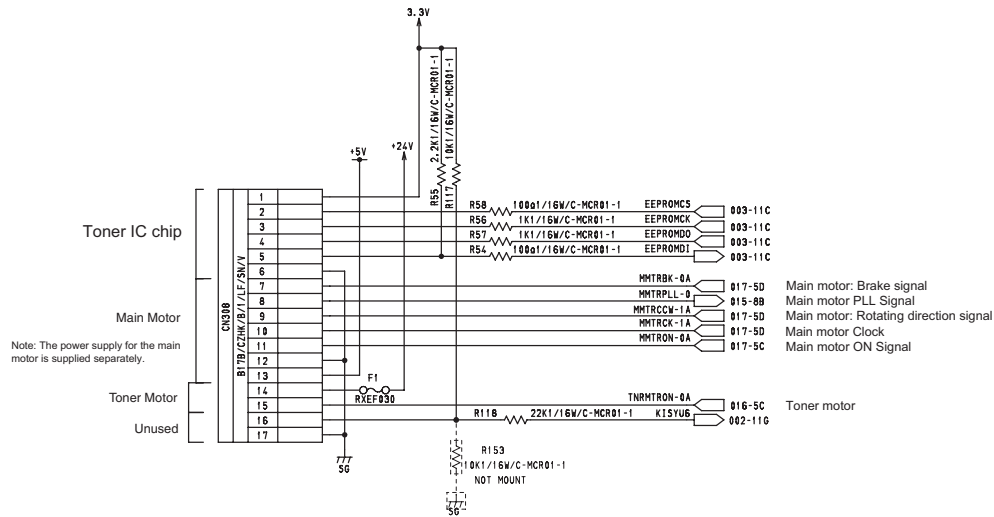 3.3V
2.2K1/16W/C-MCR01-1
10K1/16W/C-MCR01-1
+5V
+24V
R55
R117
1
2 R58 100Ω1/16W/C-MCR01-1 EEPROMCS 003-11C
3 R56 1K1/16W/C-MCR01-1 EEPROMCK 003-11C
Toner IC chip
4 R57 1K1/16W/C-MCR01-1 EEPROMDO 003-11C
5 R54 100Ω1/16W/C-MCR01-1 EEPROMDI 003-11C
6
7 MMTRBK-0A 017-5D Main motor: Brake signal
8 MMTRPLL-0 015-8B Main motor PLL Signal
CN308
B17B/CZHK/B/1/LF/SN/V
Main Motor
9 MMTRCCW-1A 017-5D Main motor: Rotating direction signal
10 MMTRCK-1A 017-5D Main motor Clock
Note: The power supply for the main
motor is supplied separately.
11 MMTRON-0A 017-5C Main motor ON Signal
12
13
F1
14
RXEF030
Toner Motor
15 TNRMTRON-0A 016-5C Toner motor
16 R118 22K1/16W/C-MCR01-1 KISYU6 002-11G
Unused
17
SG
R153
10K1/16W/C-MCR01-1
NOT MOUNT
SG